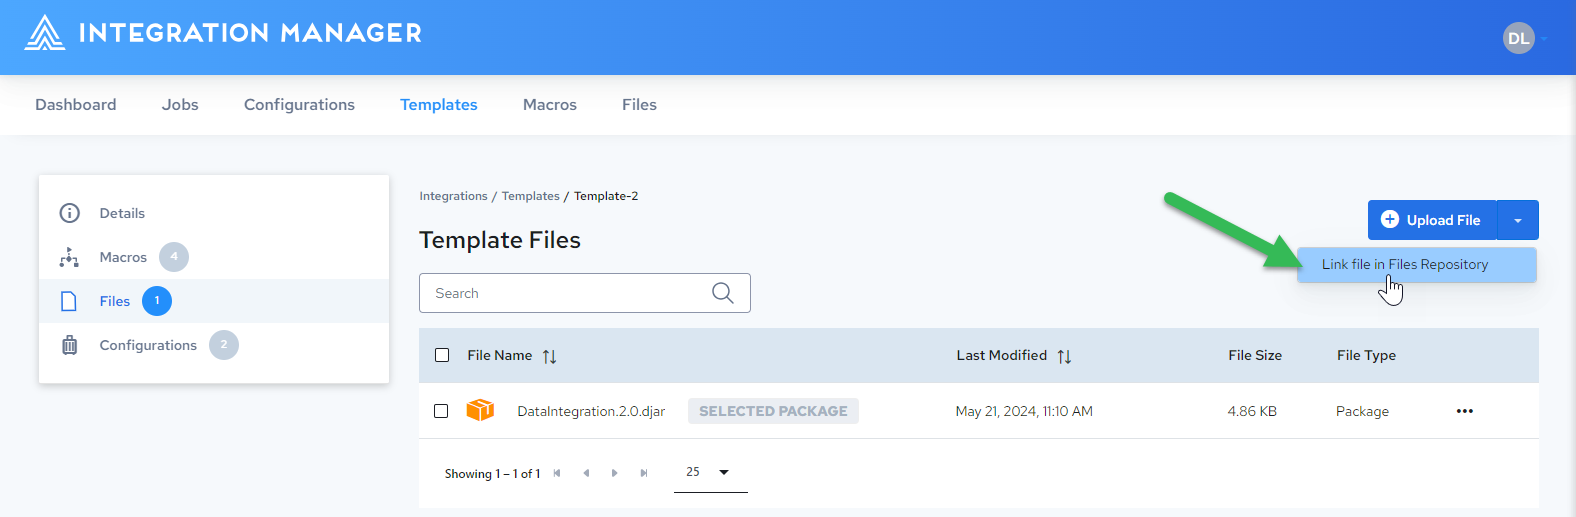 INTEGRATION MANAGER
DL
Dashboard Jobs Configurations Templates Macros Files
Details
Macros 4
Files 1
Configurations 2
Integrations / Templates / Template-2
Template Files
Upload File
Link file in Files Repository
Search
File Name Last Modified File Size File Type
DataIntegration.2.0.djar SELECTED PACKAGE May 21, 2024, 11:10 AM 4.86 KB Package
Showing 1 – 1 of 1 25